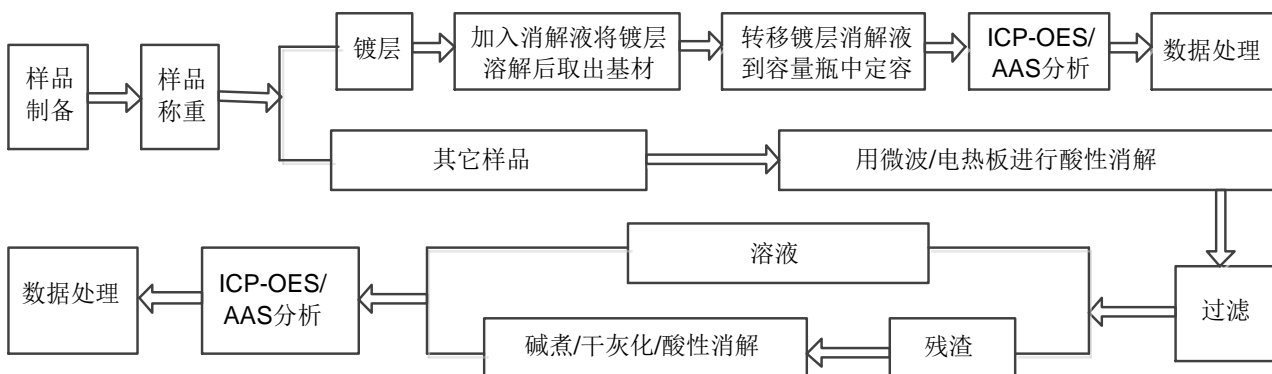 样品
制备
样品
称重
镀层
加入消解液将镀层
溶解后取出基材
转移镀层消解液
到容量瓶中定容
ICP-OES/
AAS分析
数据处理
其它样品
用微波/电热板进行酸性消解
过滤
溶液
残渣
碱煮/干灰化/酸性消解
ICP-OES/
AAS分析
数据处理